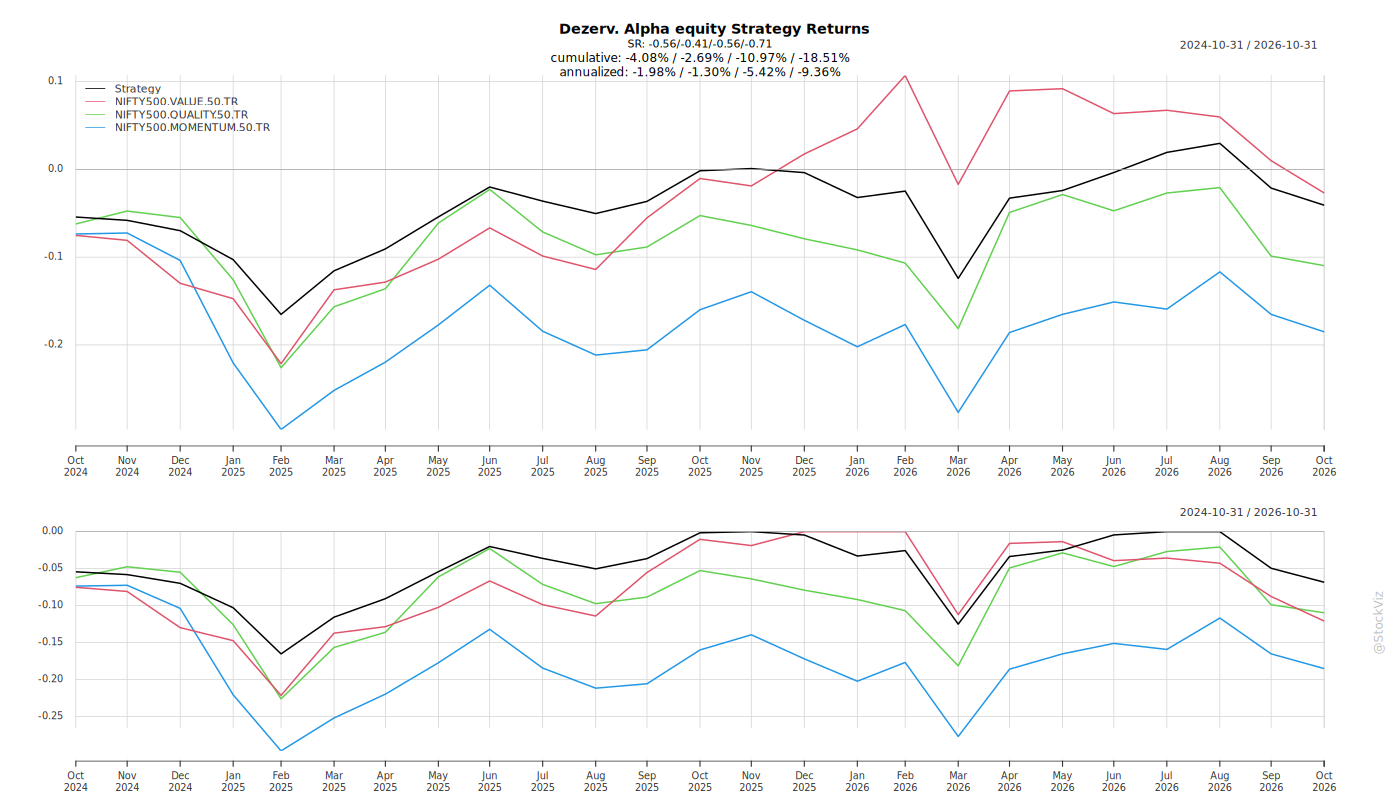 Dezerv. Alpha equity Strategy Returns
SR: -0.56/-0.41/-0.56/-0.71
cumulative: -4.08% / -2.69% / -10.97% / -18.51%
annualized: -1.98% / -1.30% / -5.42% / -9.36%
2024-10-31 / 2026-10-31
Strategy
NIFTY500.VALUE.50.TR
NIFTY500.QUALITY.50.TR
NIFTY500.MOMENTUM.50.TR
0.1
0.0
-0.1
-0.2
Oct Nov Dec Jan Feb Mar Apr May Jun Jul Aug Sep Oct Nov Dec Jan Feb Mar Apr May Jun Jul Aug Sep Oct
2024 2024 2024 2025 2025 2025 2025 2025 2025 2025 2025 2025 2025 2025 2025 2026 2026 2026 2026 2026 2026 2026 2026 2026 2026
2024-10-31 / 2026-10-31
0.00
-0.05
-0.10
-0.15
-0.20
-0.25
Oct Nov Dec Jan Feb Mar Apr May Jun Jul Aug Sep Oct Nov Dec Jan Feb Mar Apr May Jun Jul Aug Sep Oct
2024 2024 2024 2025 2025 2025 2025 2025 2025 2025 2025 2025 2025 2025 2025 2026 2026 2026 2026 2026 2026 2026 2026 2026 2026
@StockViz